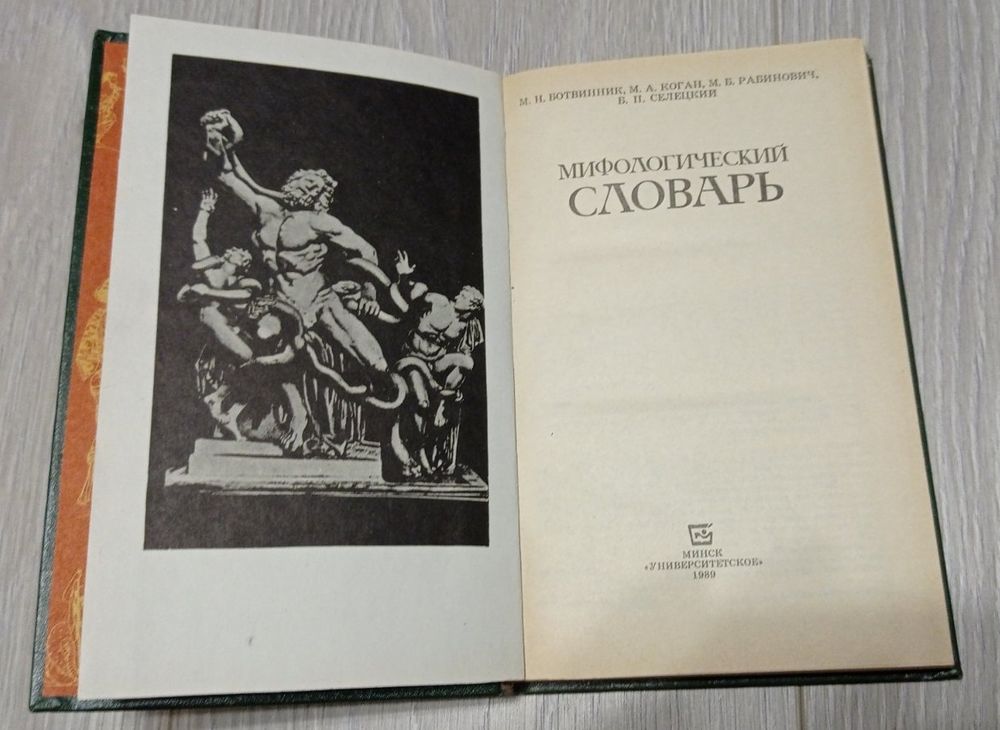 М. Н. БОТВИННИК, М. А. КОГАН, М. Б. РАБИНОВИЧ,
Б. П. СЕЛЕЦКИЙ
МИФОЛОГИЧЕСКИЙ
СЛОВАРЬ
МИНСК
«УНИВЕРСИТЕТСКОЕ»
1989